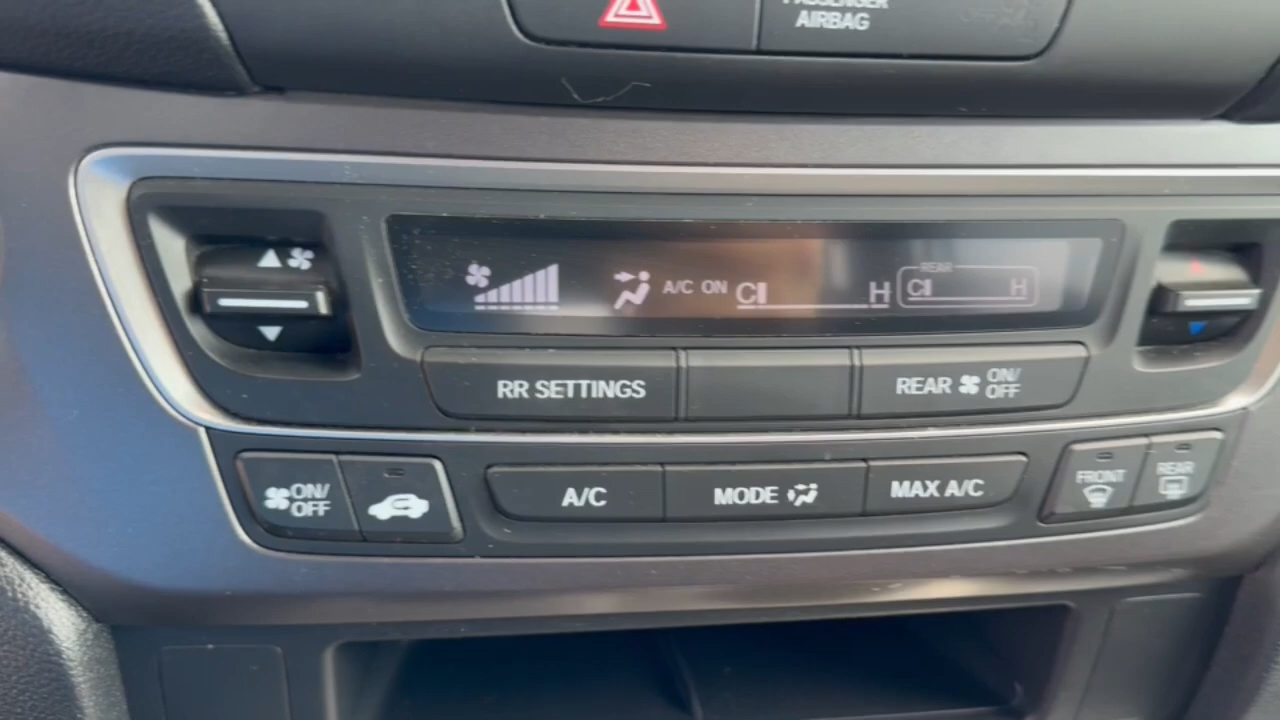 PASSENGER
AIRBAG
A/C ON C H
REAR
C H
RR SETTINGS
REAR ON/
OFF
ON/
OFF
A/C
MODE
MAX A/C
FRONT
REAR